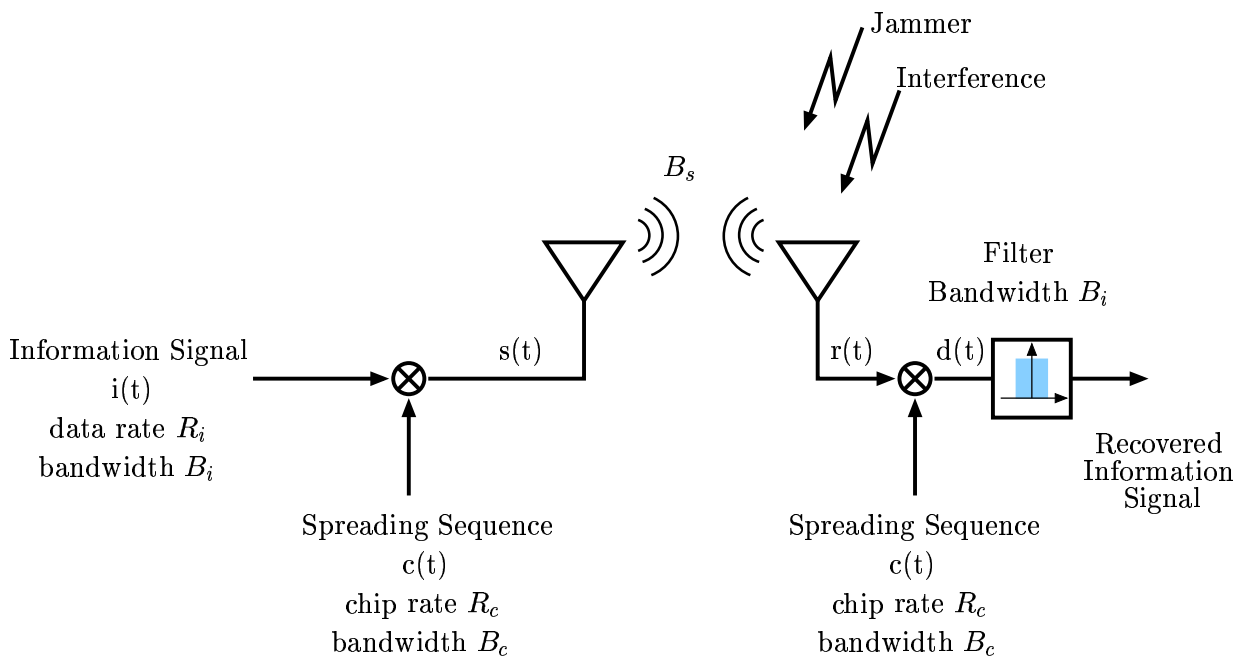 Jammer
Interference
B_s
Filter
Bandwidth B_i
Information Signal
i(t)
data rate R_i
bandwidth B_i
s(t)
r(t)
d(t)
Recovered
Information
Signal
Spreading Sequence
c(t)
chip rate R_c
bandwidth B_c
Spreading Sequence
c(t)
chip rate R_c
bandwidth B_c